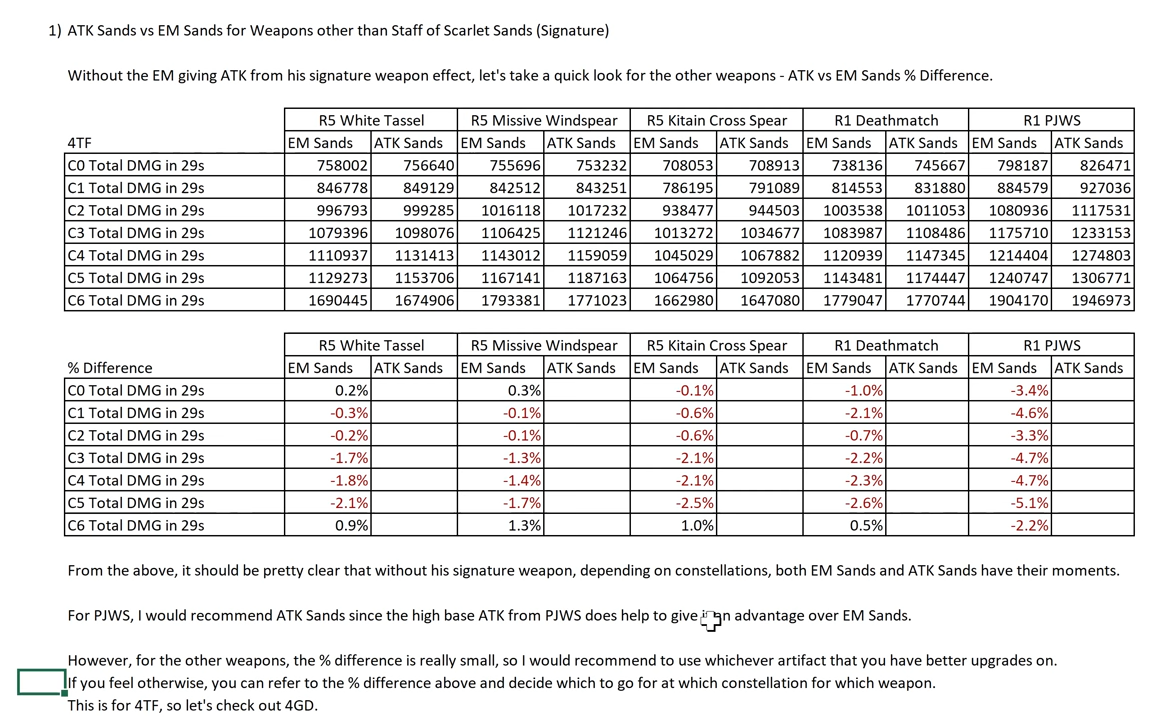 1) ATK Sands vs EM Sands for Weapons other than Staff of Scarlet Sands (Signature)
Without the EM giving ATK from his signature weapon effect, let's take a quick look for the other weapons - ATK vs EM Sands % Difference.
R5 White Tassel R5 Missive Windspear R5 Kitain Cross Spear R1 Deathmatch R1 PJWS
4TF EM Sands ATK Sands EM Sands ATK Sands EM Sands ATK Sands EM Sands ATK Sands EM Sands ATK Sands
C0 Total DMG in 29s 758002 756640 755696 753232 708053 708913 738136 745667 798187 826471
C1 Total DMG in 29s 846778 849129 842512 843251 786195 791089 814553 831880 884579 927036
C2 Total DMG in 29s 996793 999285 1016118 1017232 938477 944503 1003538 1011053 1080936 1117531
C3 Total DMG in 29s 1079396 1098076 1106425 1121246 1013272 1034677 1083987 1108486 1175710 1233153
C4 Total DMG in 29s 1110937 1131413 1143012 1159059 1045029 1067882 1120939 1147345 1214404 1274803
C5 Total DMG in 29s 1129273 1153706 1167141 1187163 1064756 1092053 1143481 1174447 1240747 1306771
C6 Total DMG in 29s 1690445 1674906 1793381 1771023 1662980 1647080 1779047 1770744 1904170 1946973
R5 White Tassel R5 Missive Windspear R5 Kitain Cross Spear R1 Deathmatch R1 PJWS
% Difference EM Sands ATK Sands EM Sands ATK Sands EM Sands ATK Sands EM Sands ATK Sands EM Sands ATK Sands
C0 Total DMG in 29s 0.2% 0.3% -0.1% -1.0% -3.4%
C1 Total DMG in 29s -0.3% -0.1% -0.6% -2.1% -4.6%
C2 Total DMG in 29s -0.2% -0.1% -0.6% -0.7% -3.3%
C3 Total DMG in 29s -1.7% -1.3% -2.1% -2.2% -4.7%
C4 Total DMG in 29s -1.8% -1.4% -2.1% -2.3% -4.7%
C5 Total DMG in 29s -2.1% -1.7% -2.5% -2.6% -5.1%
C6 Total DMG in 29s 0.9% 1.3% 1.0% 0.5% -2.2%
From the above, it should be pretty clear that without his signature weapon, depending on constellations, both EM Sands and ATK Sands have their moments.
For PJWS, I would recommend ATK Sands since the high base ATK from PJWS does help to give advantage over EM Sands.
However, for the other weapons, the % difference is really small, so I would recommend to use whichever artifact that you have better upgrades on.
If you feel otherwise, you can refer to the % difference above and decide which to go for at which constellation for which weapon.
This is for 4TF, so let's check out 4GD.